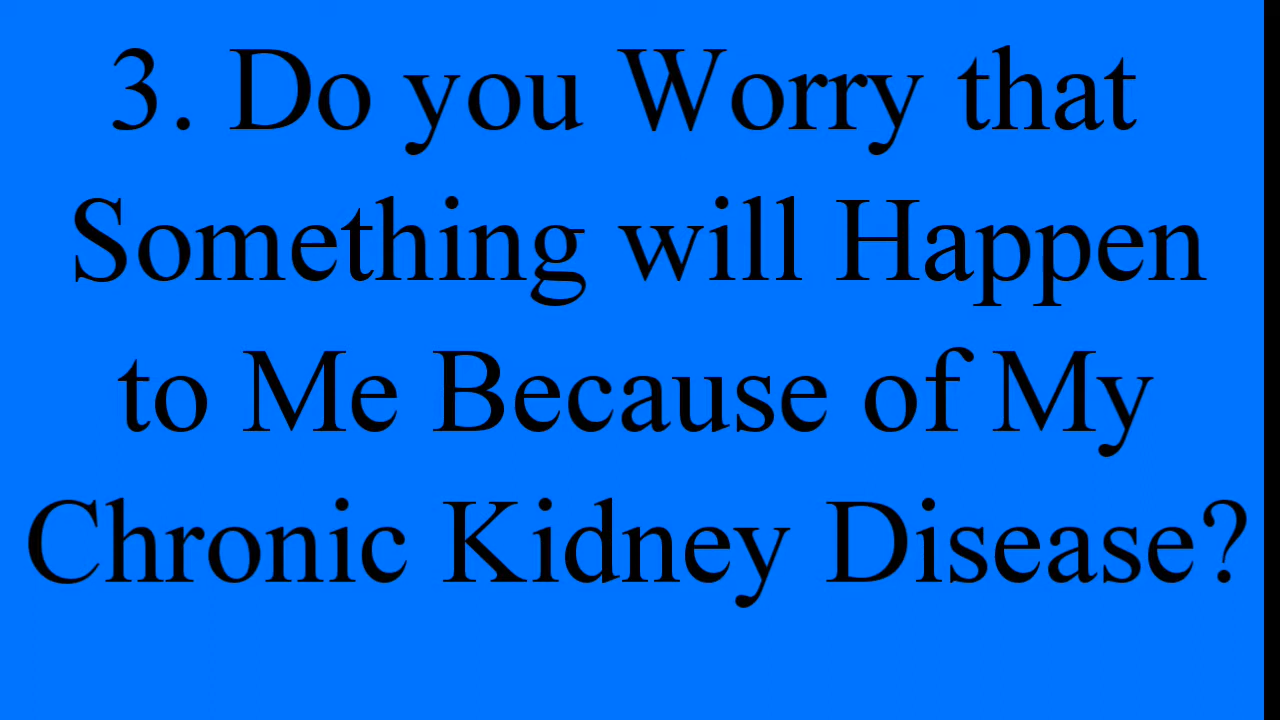 3. Do you Worry that
Something will Happen
to Me Because of My
Chronic Kidney Disease?